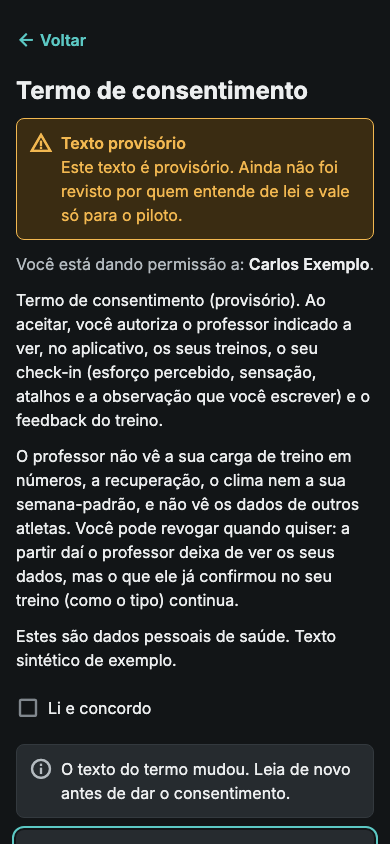 Voltar
Termo de consentimento
Texto provisório
Este texto é provisório. Ainda não foi
revisto por quem entende de lei e vale
só para o piloto.
Você está dando permissão a: Carlos Exemplo.
Termo de consentimento (provisório). Ao
aceitar, você autoriza o professor indicado a
ver, no aplicativo, os seus treinos, o seu
check-in (esforço percebido, sensação,
atalhos e a observação que você escrever) e o
feedback do treino.
O professor não vê a sua carga de treino em
números, a recuperação, o clima nem a sua
semana-padrão, e não vê os dados de outros
atletas. Você pode revogar quando quiser: a
partir daí o professor deixa de ver os seus
dados, mas o que ele já confirmou no seu
treino (como o tipo) continua.
Estes são dados pessoais de saúde. Texto
sintético de exemplo.
Li e concordo
O texto do termo mudou. Leia de novo
antes de dar o consentimento.